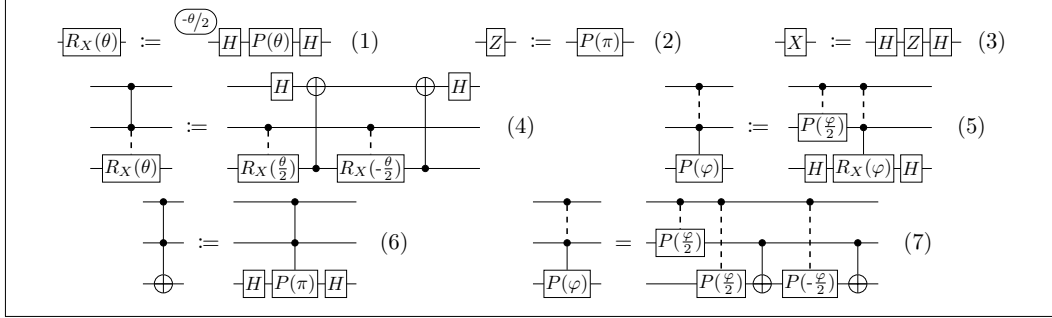 R_X(θ) := -θ/2 H P(θ) H (1) Z := P(π) (2) X := H Z H (3)
R_X(θ) := H R_X(θ/2) R_X(-θ/2) H (4) P(φ) := P(φ/2) H R_X(φ) H (5)
:= H P(π) H (6) P(φ) = P(φ/2) P(φ/2) P(-φ/2) (7)